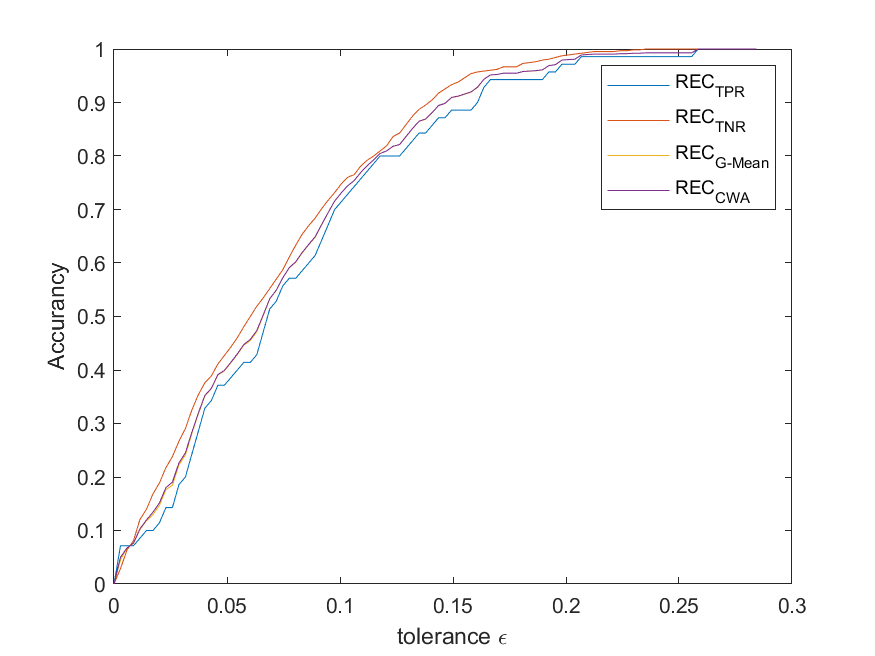 1
0.9
0.8
0.7
0.6
0.5
0.4
0.3
0.2
0.1
0
Accurancy
REC_TPR
REC_TNR
REC_G-Mean
REC_CWA
0 0.05 0.1 0.15 0.2 0.25 0.3
tolerance ϵ